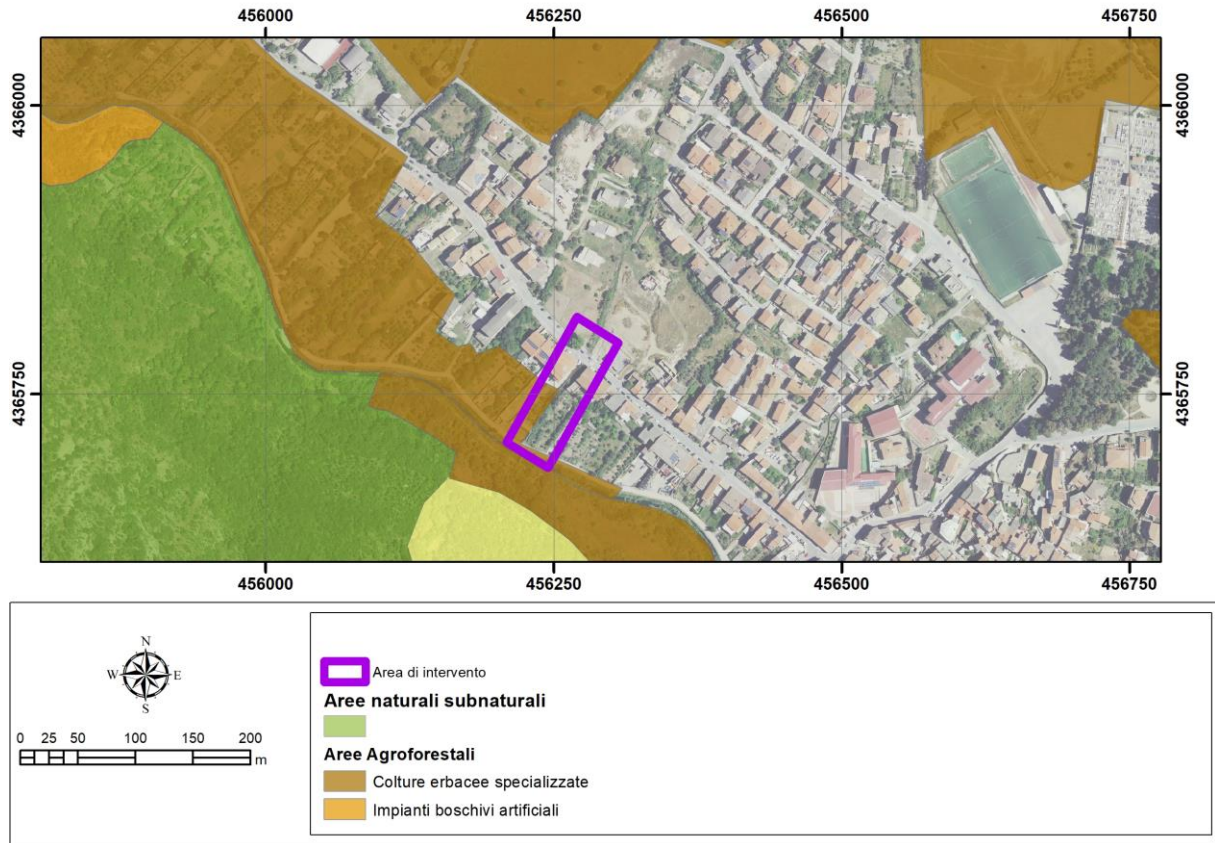 456000 456250 456500 456750
4366000 4366000
4365750 4365750
456000 456250 456500 456750
N
W E
S
0 25 50 100 150 200
m
Area di intervento
Aree naturali subnaturali
Aree Agroforestali
Colture erbacee specializzate
Impianti boschivi artificiali